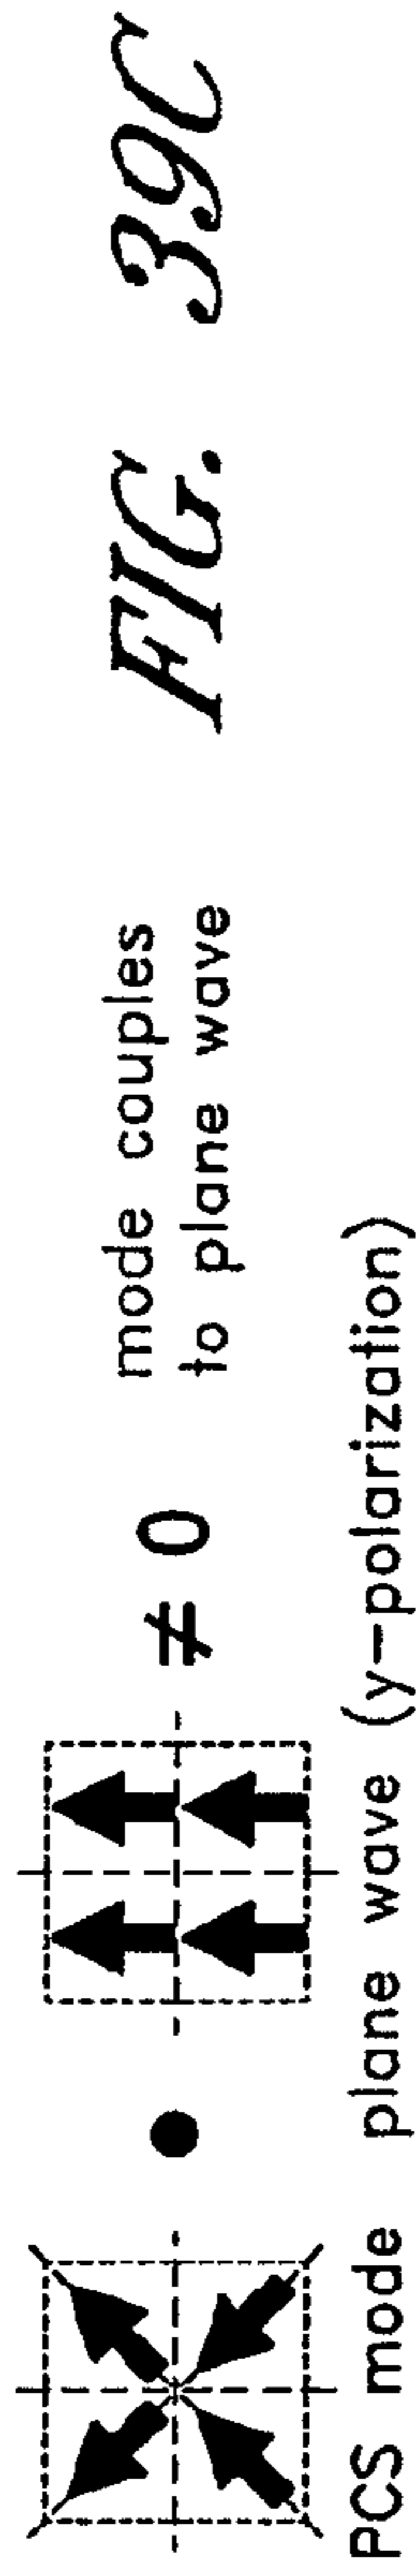 ● ≠ 0
mode couples
to plane wave
PCS mode
plane wave (y-polarization)
FIG. 39C